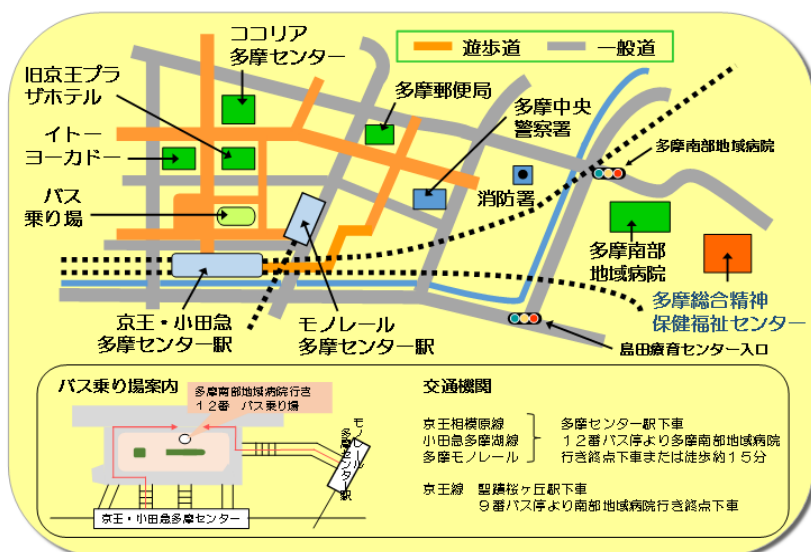 ココリア
多摩センター
遊歩道
一般道
旧京王プラ
ザホテル
多摩郵便局
多摩中央
警察署
イトー
ヨーカドー
多摩南部地域病院
バス
乗り場
消防署
多摩南部
地域病院
京王・小田急
多摩センター駅
モノレール
多摩センター駅
多摩総合精神
保健福祉センター
島田療育センター入口
バス乗り場案内
多摩南部地域病院行き
12番 バス乗り場
モノレール
多摩センター駅
京王・小田急多摩センター
交通機関
京王相模原線
小田急多摩湖線
多摩モノレール
多摩センター駅下車
12番バス停より多摩南部地域病院
行き終点下車または徒歩約15分
京王線 聖蹟桜ヶ丘駅下車
9番バス停より南部地域病院行き終点下車